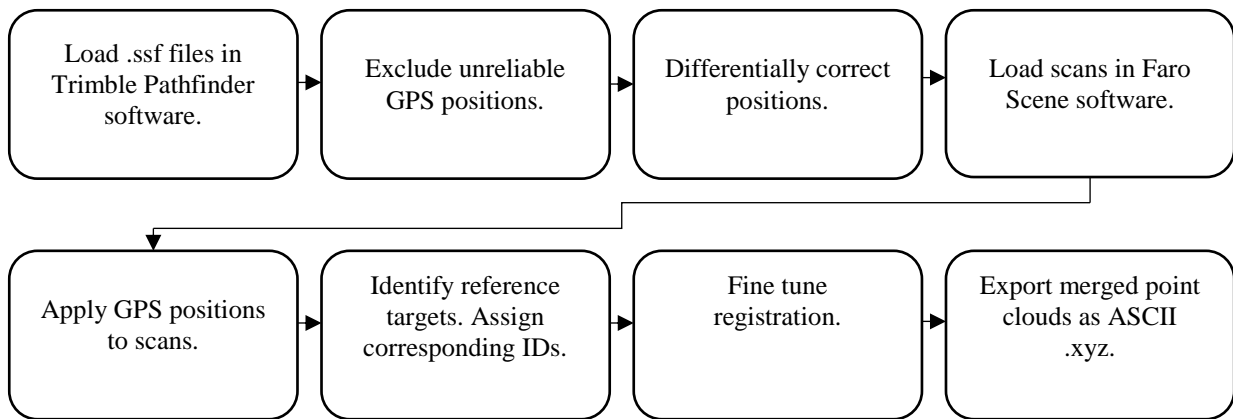 Load .ssf files in
Trimble Pathfinder
software.
Exclude unreliable
GPS positions.
Differentially correct
positions.
Load scans in Faro
Scene software.
Apply GPS positions
to scans.
Identify reference
targets. Assign
corresponding IDs.
Fine tune
registration.
Export merged point
clouds as ASCII
.xyz.